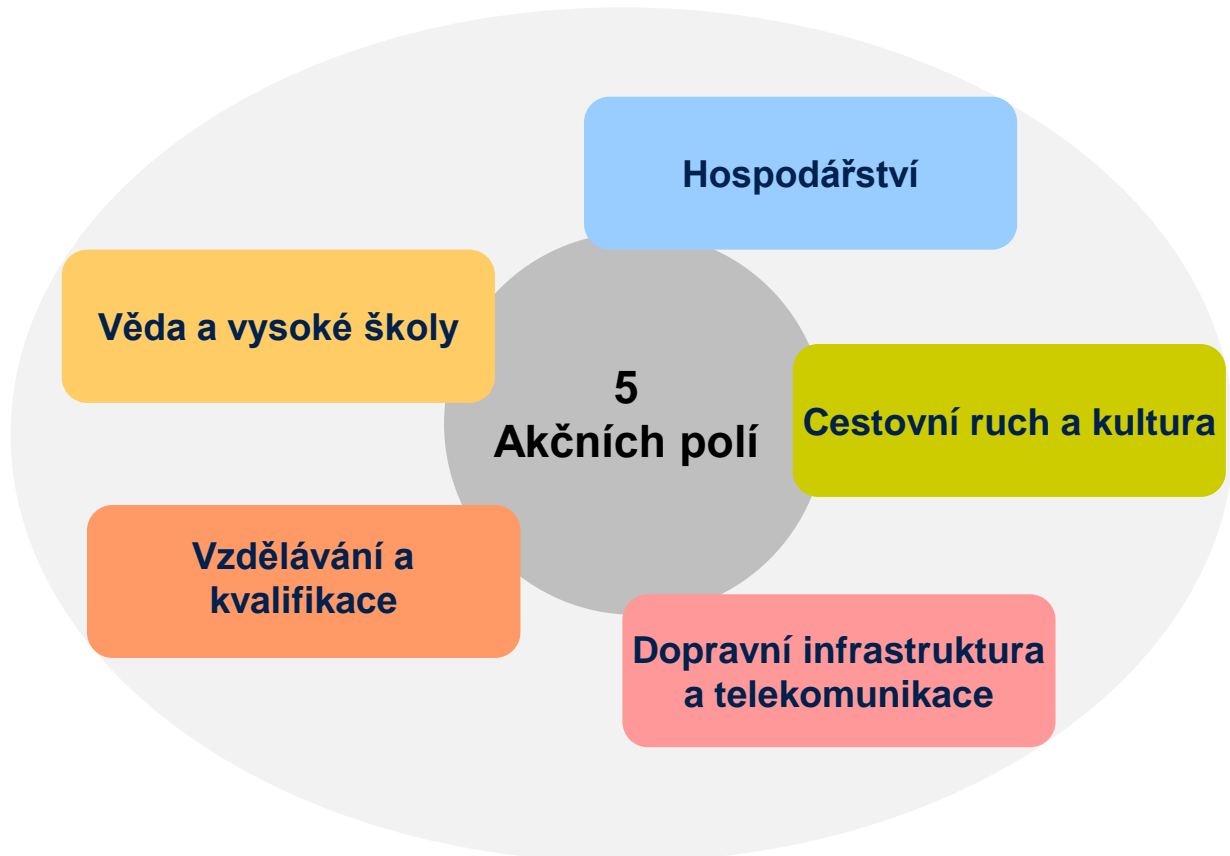 Hospodářství
Věda a vysoké školy
5
Akčních polí
Cestovní ruch a kultura
Vzdělávání a
kvalifikace
Dopravní infrastruktura
a telekomunikace